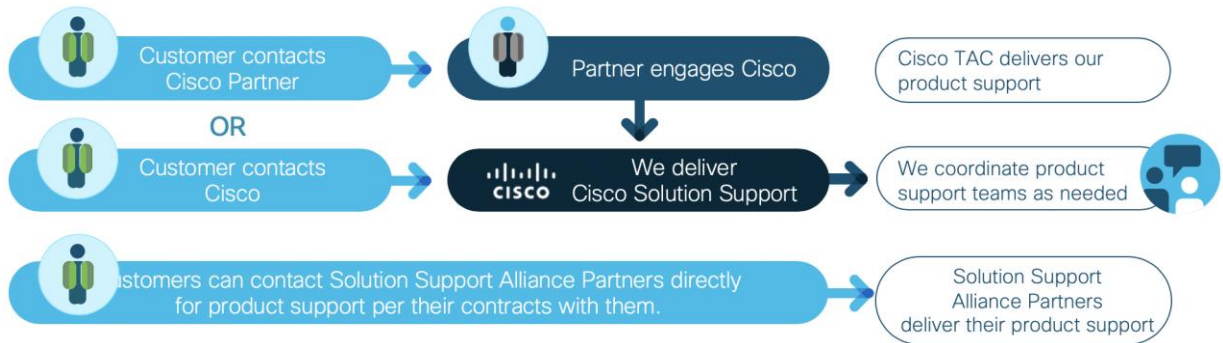 Customer contacts
Cisco Partner
Partner engages Cisco
Cisco TAC delivers our
product support
OR
Customer contacts
Cisco
CISCO
We deliver
Cisco Solution Support
We coordinate product
support teams as needed
ustomers can contact Solution Support Alliance Partners directly
for product support per their contracts with them.
Solution Support
Alliance Partners
deliver their product support